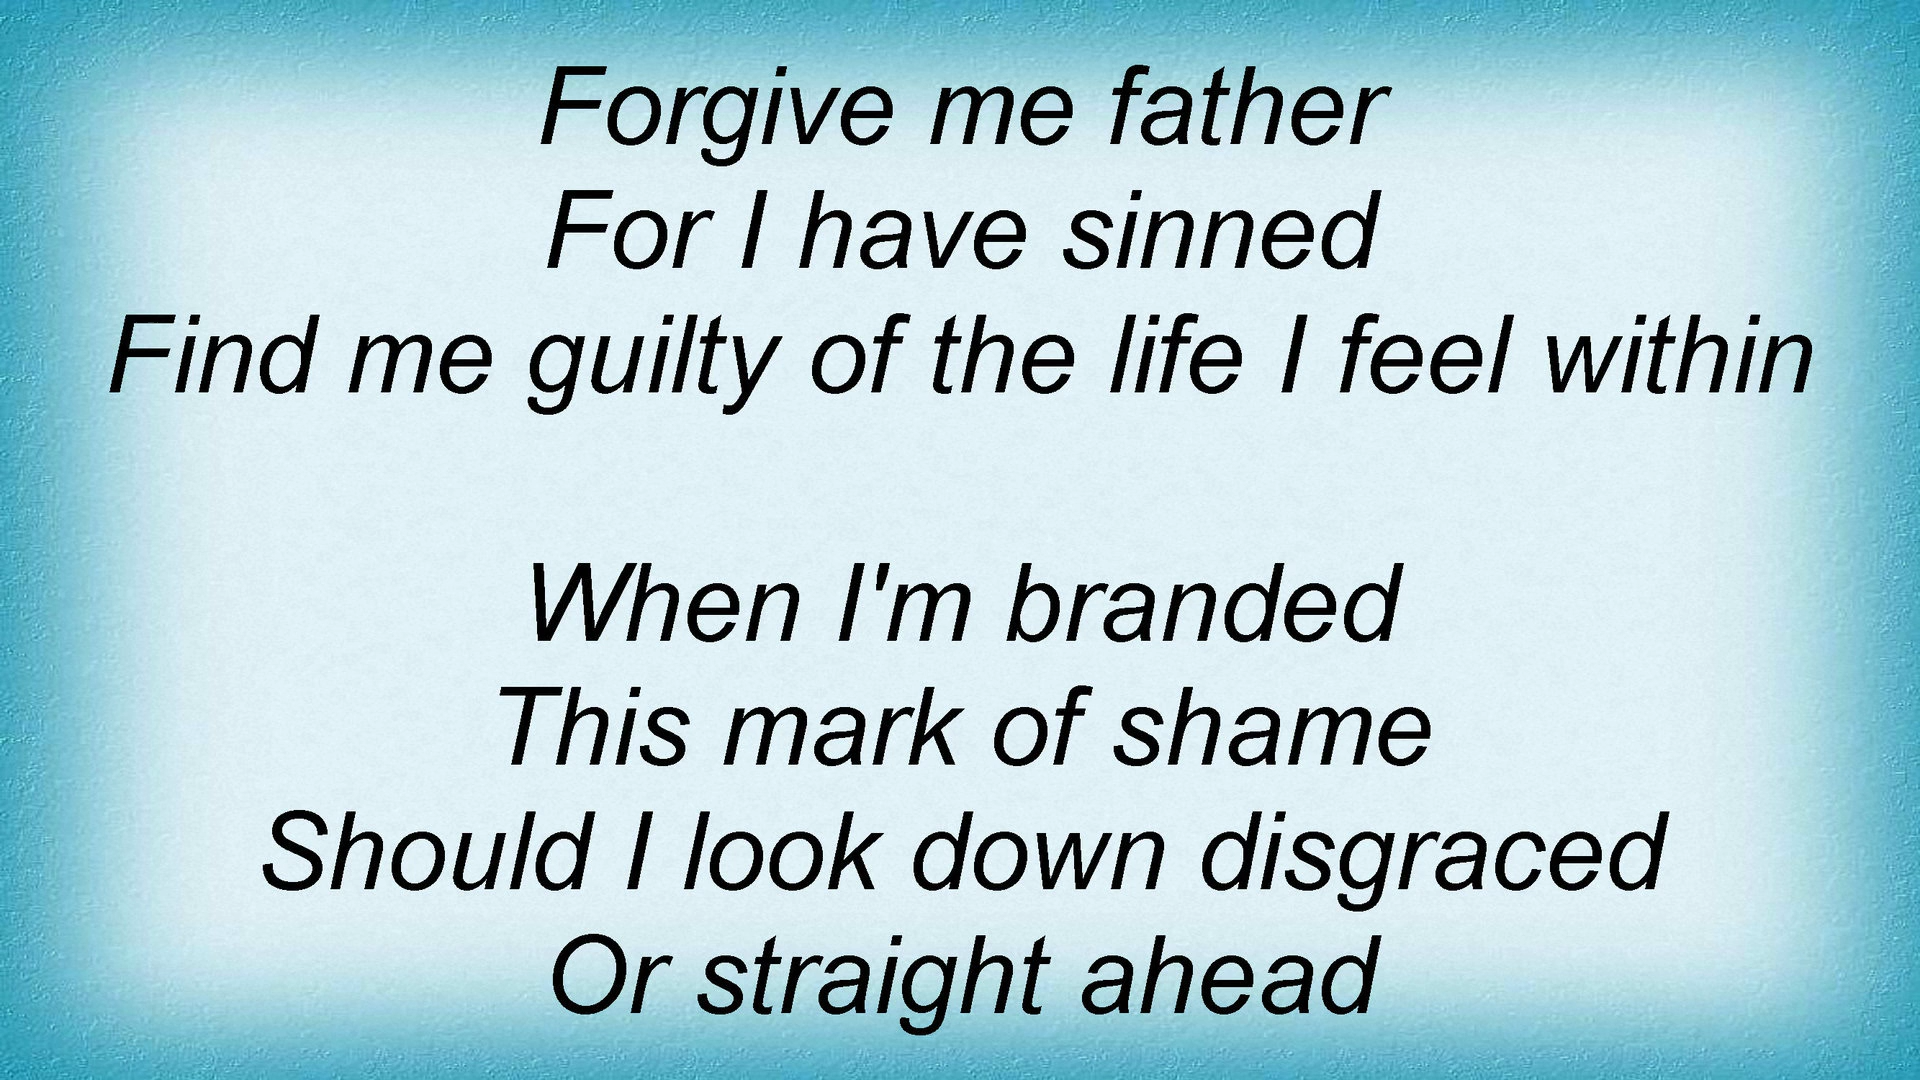 Forgive me father
For I have sinned
Find me guilty of the life I feel within
When I'm branded
This mark of shame
Should I look down disgraced
Or straight ahead